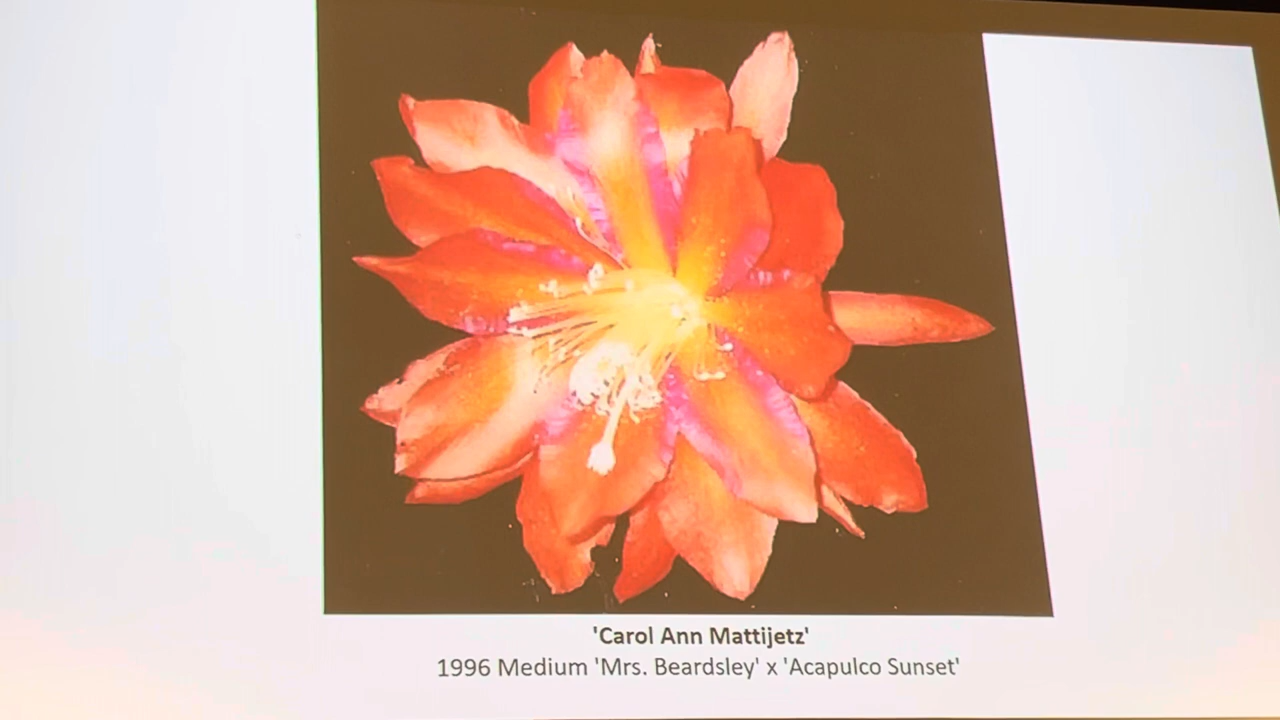 'Carol Ann Mattijetz'
1996 Medium 'Mrs. Beardsley' x 'Acapulco Sunset'